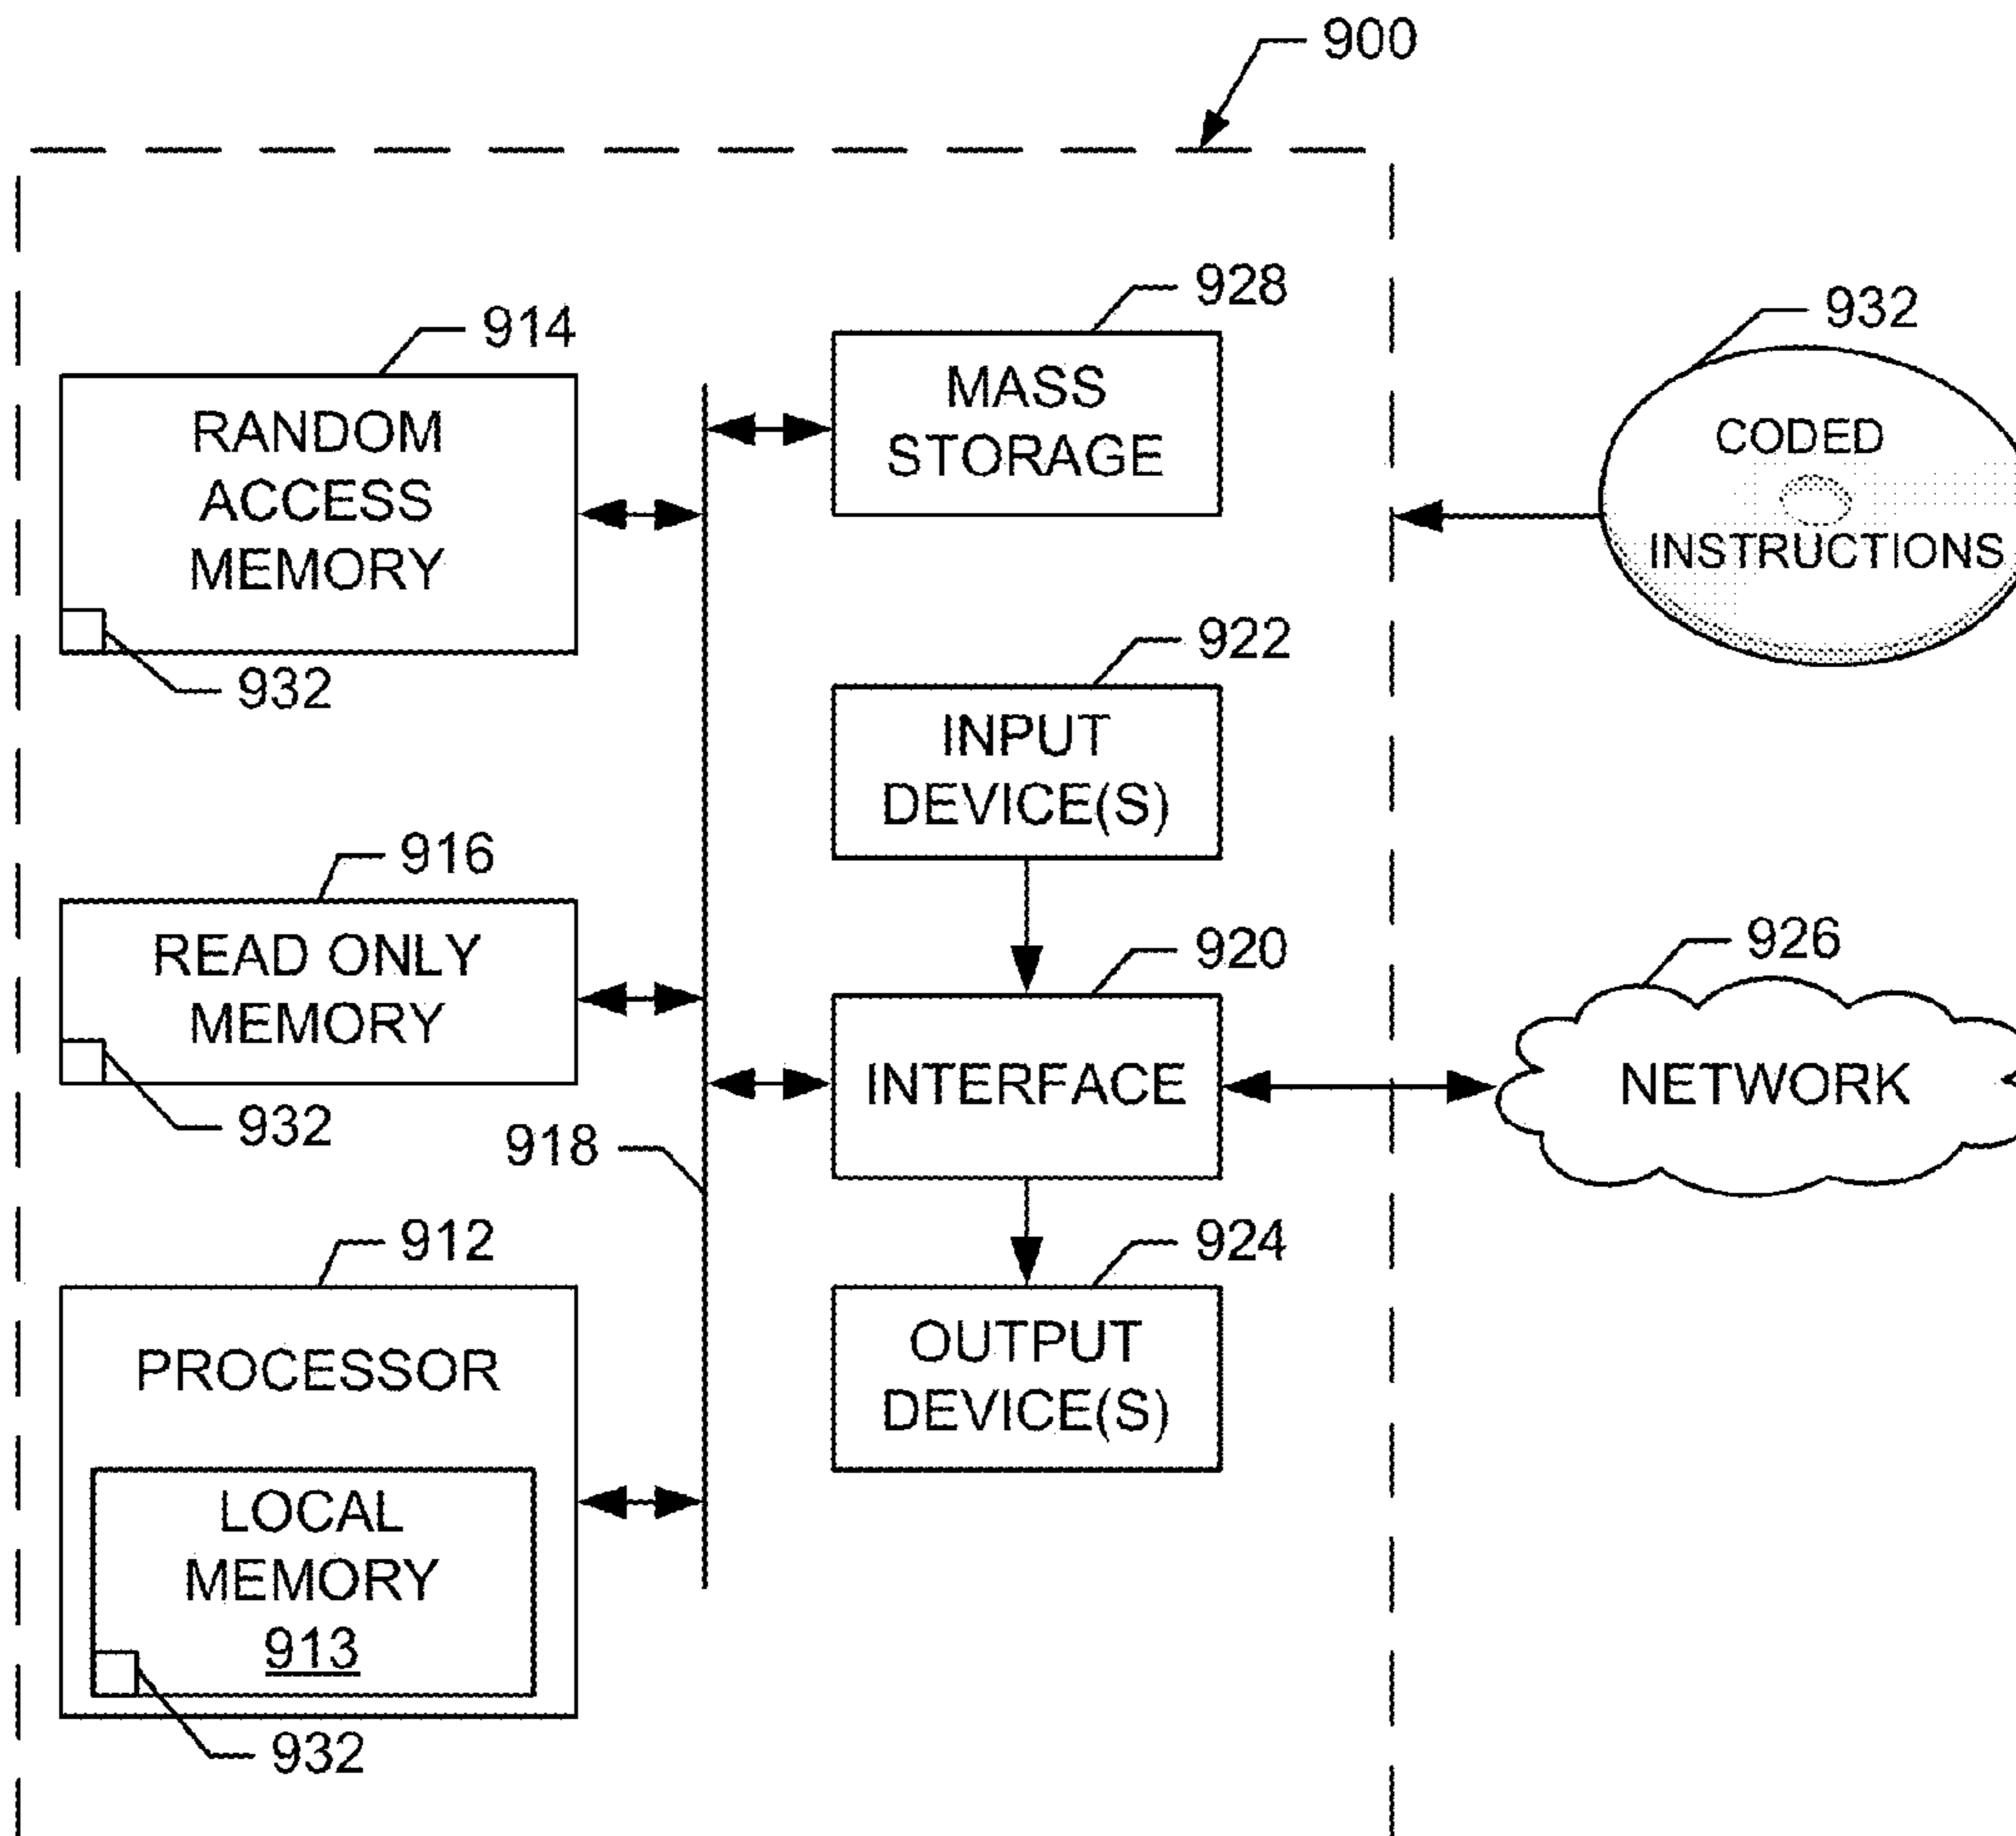 900
914
RANDOM
ACCESS
MEMORY
932
928
MASS
STORAGE
932
CODED
INSTRUCTIONS
922
INPUT
DEVICE(S)
916
READ ONLY
MEMORY
932
918
920
INTERFACE
926
NETWORK
912
PROCESSOR
LOCAL
MEMORY
913
932
924
OUTPUT
DEVICE(S)